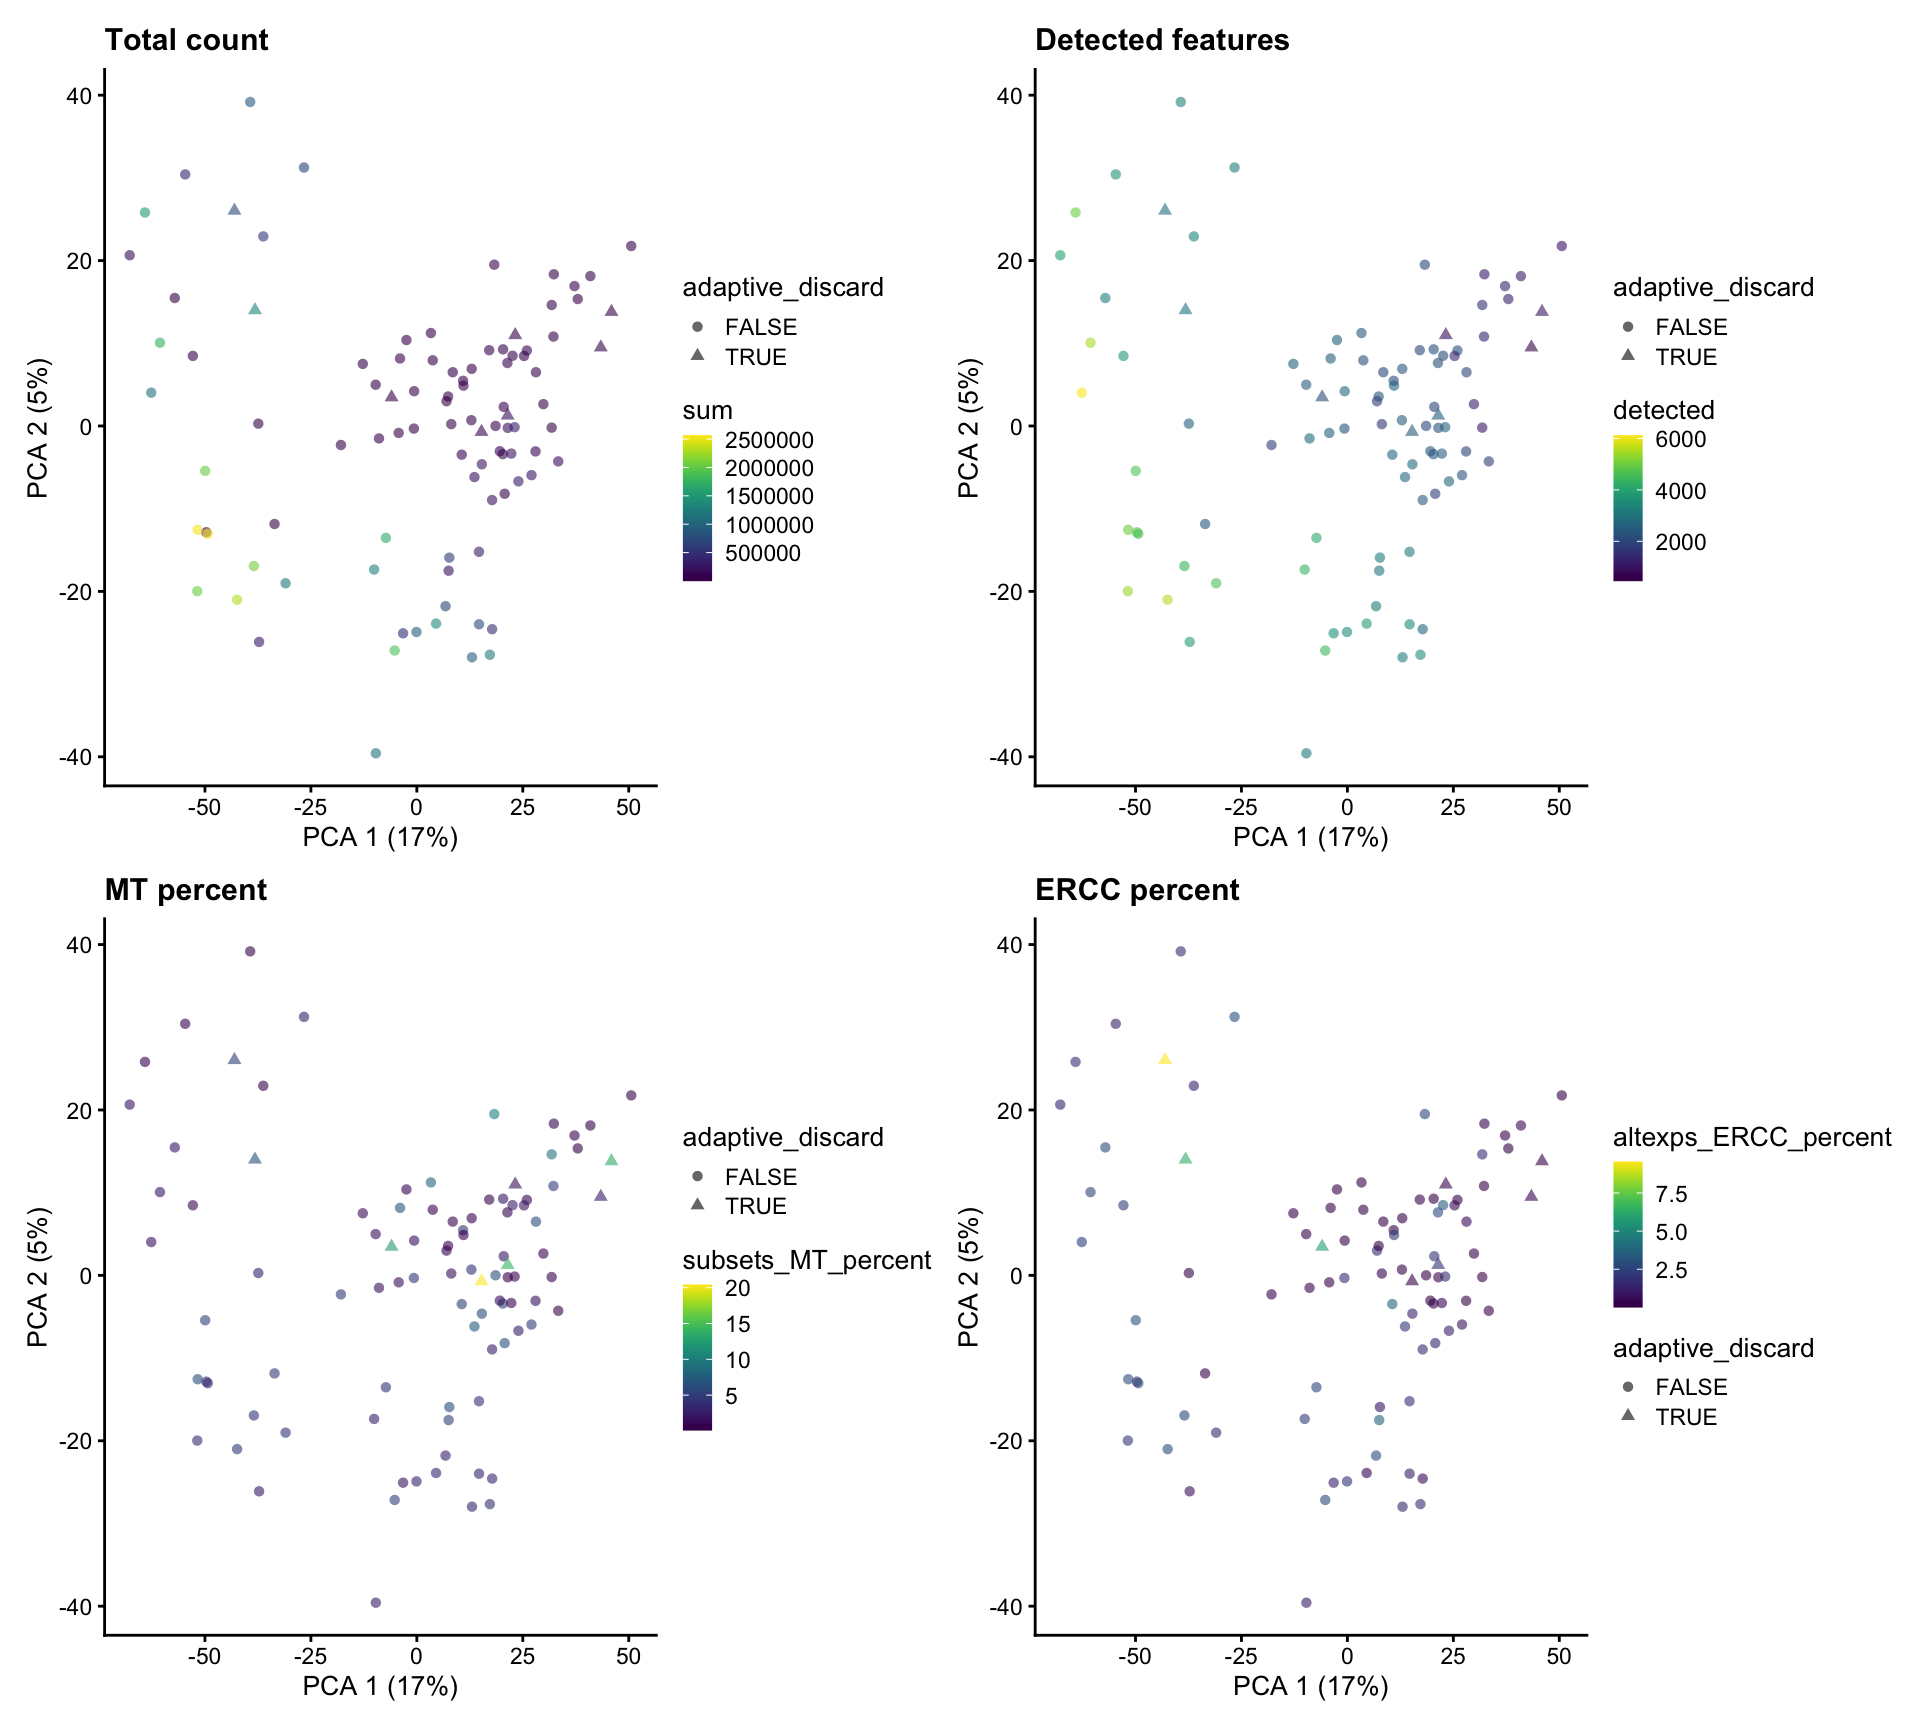 Total count
40
20
0
-20
-40
PCA 2 (5%)
-50
-25
0
25
50
PCA 1 (17%)
adaptive_discard
FALSE
TRUE
sum
2500000
2000000
1500000
1000000
500000
Detected features
40
20
0
-20
-40
PCA 2 (5%)
-50
-25
0
25
50
PCA 1 (17%)
adaptive_discard
FALSE
TRUE
detected
6000
4000
2000
MT percent
40
20
0
-20
-40
PCA 2 (5%)
-50
-25
0
25
50
PCA 1 (17%)
adaptive_discard
FALSE
TRUE
subsets_MT_percent
20
15
10
5
ERCC percent
40
20
0
-20
-40
PCA 2 (5%)
-50
-25
0
25
50
PCA 1 (17%)
altexps_ERCC_percent
7.5
5.0
2.5
adaptive_discard
FALSE
TRUE